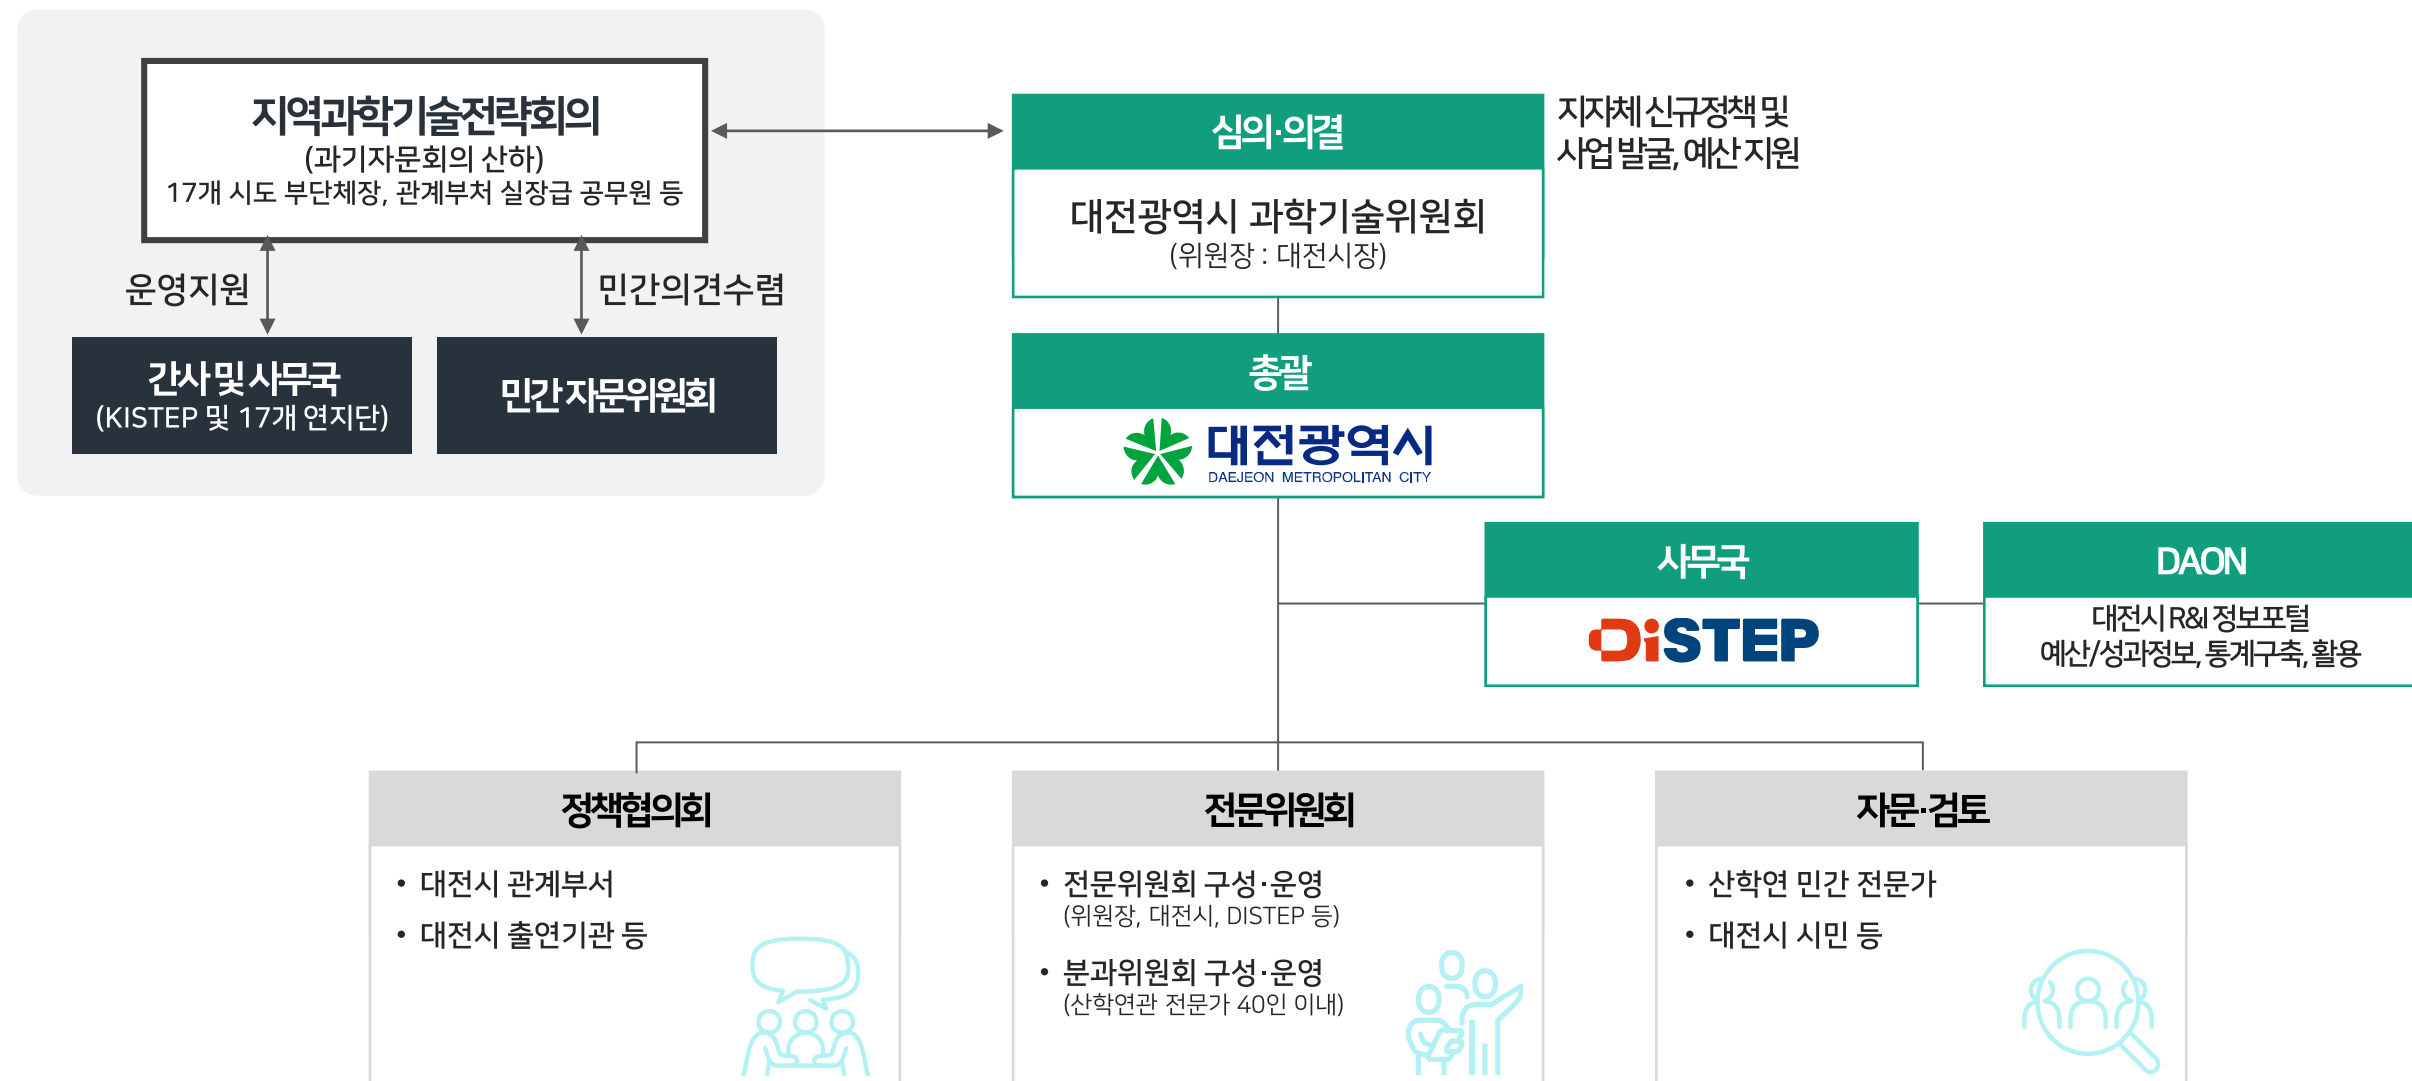 지역과학기술전략회의
(과기자문회의 산하)
17개 시도 부단체장, 관계부처 실장급 공무원 등
운영지원
민간의견수렴
간사 및 사무국
(KISTEP 및 17개 연지단)
민간 자문위원회
심의·의결
지자체 신규정책 및
사업 발굴, 예산 지원
대전광역시 과학기술위원회
(위원장 : 대전시장)
총괄
대전광역시
DAEJEON METROPOLITAN CITY
사무국
DiSTEP
DAON
대전시 R&I 정보포털
예산/성과정보, 통계구축, 활용
정책협의회
• 대전시 관계부서
• 대전시 출연기관 등
전문위원회
• 전문위원회 구성·운영
(위원장, 대전시, DISTEP 등)
• 분과위원회 구성·운영
(산학연관 전문가 40인 이내)
자문·검토
• 산학연 민간 전문가
• 대전시 시민 등